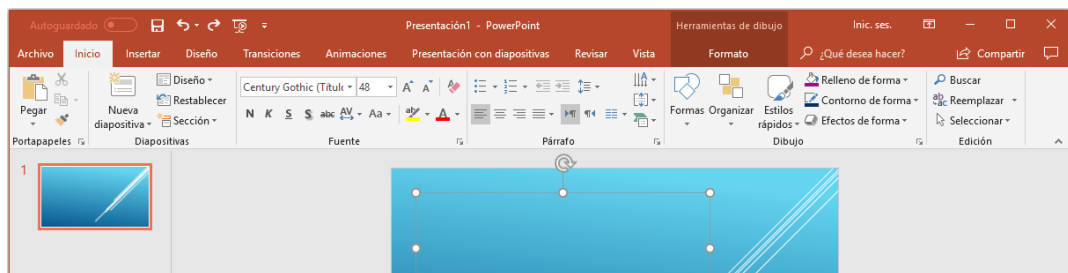 Autoguardado
Presentación1 - PowerPoint
Herramientas de dibujo
Inic. ses.
Archivo Inicio Insertar Diseño Transiciones Animaciones Presentación con diapositivas Revisar Vista Formato ¿Qué desea hacer? Compartir
Pegar
Portapapeles
Nueva
diapositiva
Diseño
Restablecer
Sección
Diapositivas
Century Gothic (Títulc 48
N K S S abc AV Aa aby A
Fuente
Párrafo
Formas
Organizar
Estilos
rápidos
Relleno de forma
Contorno de forma
Efectos de forma
Dibujo
Buscar
Reemplazar
Seleccionar
Edición
1